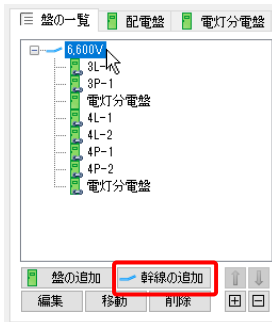 盤の一覧 配電盤 電灯分電盤
6,600V
3L-1
3P-1
電灯分電盤
4L-1
4L-2
4P-1
4P-2
電灯分電盤
盤の追加 幹線の追加
編集 移動 削除